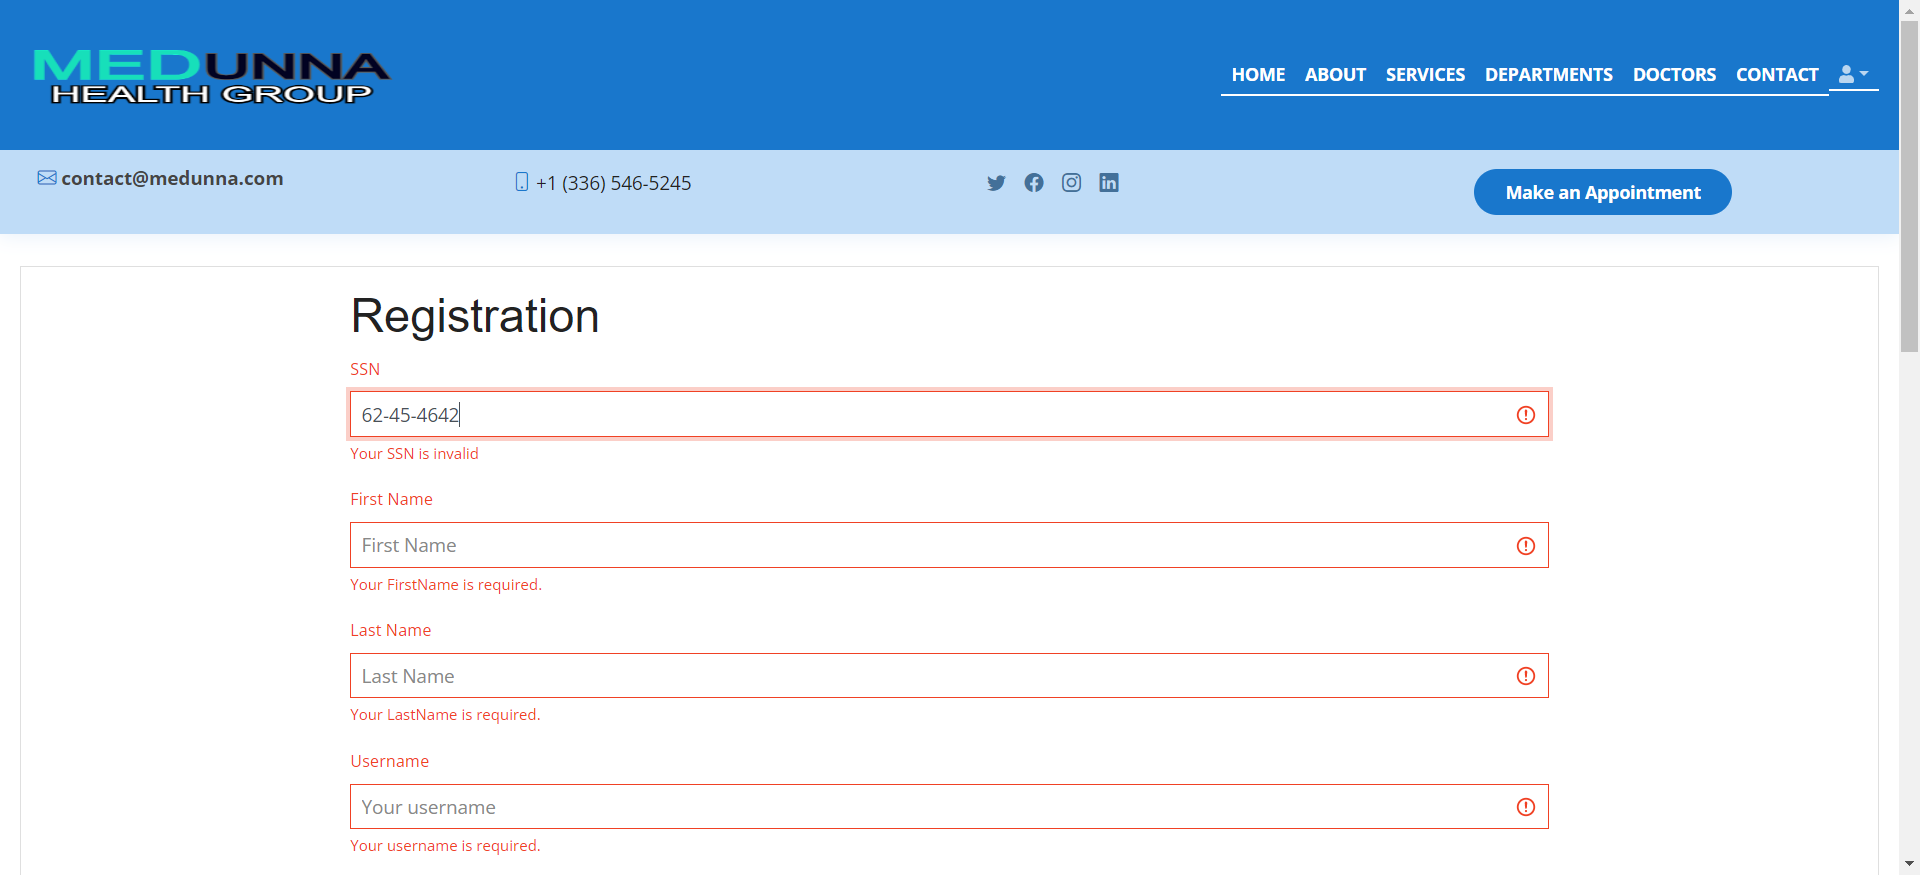 MEDUNNA
HEALTH GROUP
HOME ABOUT SERVICES DEPARTMENTS DOCTORS CONTACT
contact@medunna.com
+1 (336) 546-5245
Make an Appointment
Registration
SSN
62-45-4642
Your SSN is invalid
First Name
First Name
Your FirstName is required.
Last Name
Last Name
Your LastName is required.
Username
Your username
Your username is required.